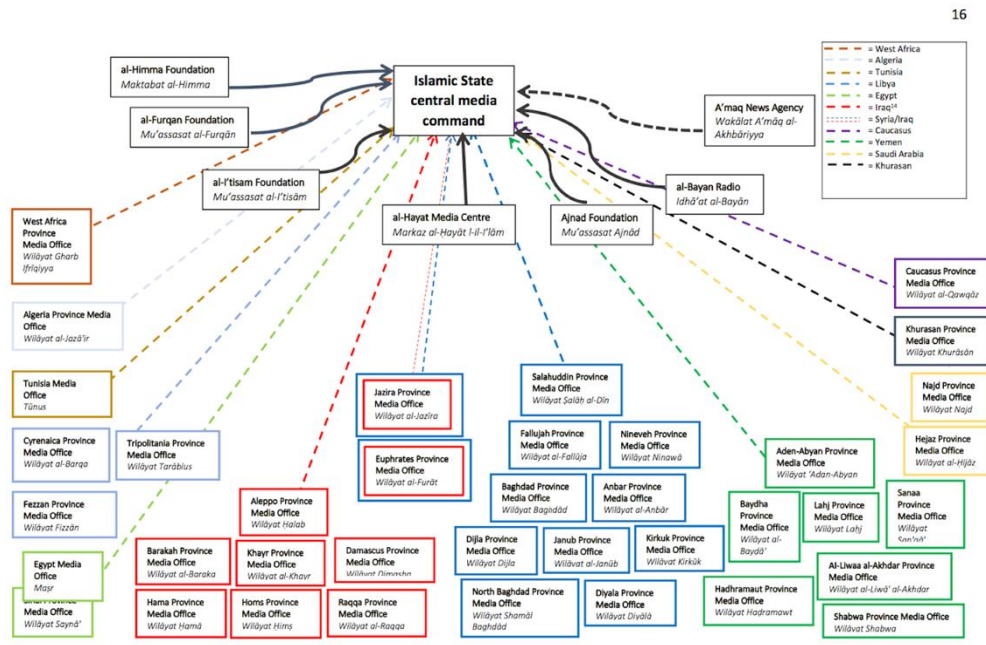 16
al-Himma Foundation
Maktabat al-Himma
al-Furqan Foundation
Mu'assasat al-Furqān
al-I'tisam Foundation
Mu'assasat al-I'tisām
Islamic State
central media
command
al-Hayat Media Centre
Markaz al-Ḥayāt l-il-I'lām
Ajnad Foundation
Mu'assasat Ajnād
A'maq News Agency
Wakālat A'māq al-
Akhbāriyya
al-Bayan Radio
Idhā'at al-Bayān
= West Africa
= Algeria
= Tunisia
= Libya
= Egypt
= Iraq¹⁴
= Syria/Iraq
= Caucasus
= Yemen
= Saudi Arabia
= Khurasan
West Africa
Province
Media Office
Wilāyat Gharb
Ifrīqiyya
Algeria Province Media
Office
Wilāyat al-Jazā'ir
Tunisia Media
Office
Tūnus
Cyrenaica Province
Media Office
Wilāyat al-Barqa
Tripolitania Province
Media Office
Wilāyat Tarāblus
Fezzan Province
Media Office
Wilāyat Fizzān
Egypt Media
Office
Maṣr
Media Office
Wilāyat Saynā'
Aleppo Province
Media Office
Wilāyat Ḥalab
Barakah Province
Media Office
Wilāyat al-Baraka
Khayr Province
Media Office
Wilāyat al-Khayr
Damascus Province
Media Office
Wilāyat Dimashq
Hama Province
Media Office
Wilāyat Ḥamā
Homs Province
Media Office
Wilāyat Ḥimṣ
Raqqa Province
Media Office
Wilāyat al-Raqqa
Jazira Province
Media Office
Wilāyat al-Jazīra
Euphrates Province
Media Office
Wilāyat al-Furāt
Salahuddin Province
Media Office
Wilāyat Ṣalāḥ al-Dīn
Fallujah Province
Media Office
Wilāyat al-Fallūja
Nineveh Province
Media Office
Wilāyat Ninawā
Baghdad Province
Media Office
Wilāyat Baghdād
Anbar Province
Media Office
Wilāyat al-Anbār
Dijla Province
Media Office
Wilāyat Dijla
Janub Province
Media Office
Wilāyat al-Janūb
Kirkuk Province
Media Office
Wilāyat Kirkūk
North Baghdad Province
Media Office
Wilāyat Shamāl
Baghdād
Diyala Province
Media Office
Wilāyat Diyālā
Caucasus Province
Media Office
Wilāyat al-Qawqāz
Khurasan Province
Media Office
Wilāyat Khurāsān
Najd Province
Media Office
Wilāyat Najd
Hejaz Province
Media Office
Wilāyat al-Ḥijāz
Aden-Abyan Province
Media Office
Wilāyat 'Adan-Abyan
Baydha
Province
Media Office
Wilāyat al-
Bayḍā'
Lahj Province
Media Office
Wilāyat Laḥj
Sanaa
Province
Media Office
Wilāyat
Hadhramaut Province
Media Office
Wilāyat Hadramawt
Al-Liwaa al-Akhdar Province
Media Office
Wilāyat al-Liwā' al-Akhdar
Shabwa Province Media Office
Wilāyat Shabwa